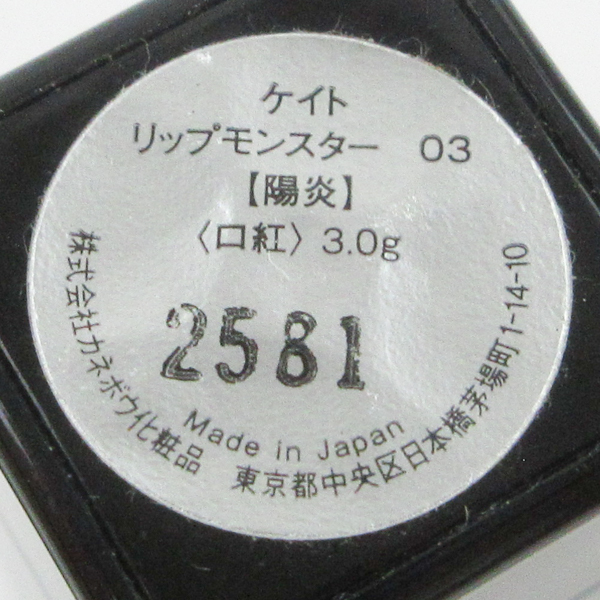 ケイト
リップモンスター 03
【陽炎】
〈口紅〉3.0g
2581
Made in Japan
株式会社カネボウ化粧品 東京都中央区日本橋茅場町1-14-10